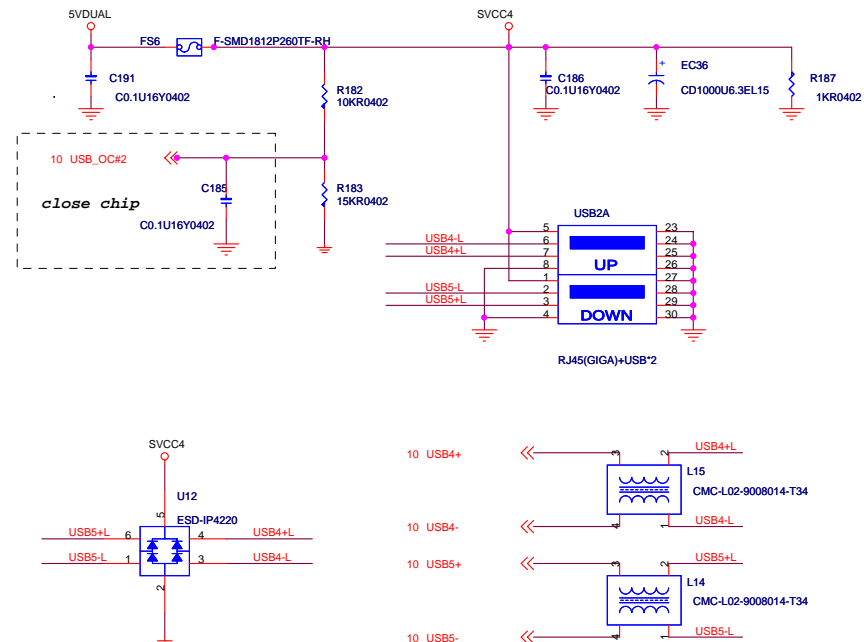 5VDUAL
SVCC4
FS6 F-SMD1812P260TF-RH
C191
C0.1U16Y0402
R182
10KR0402
C186
C0.1U16Y0402
EC36
+
CD1000U6.3EL15
R187
1KR0402
10 USB_OC#2
close chip
C185
C0.1U16Y0402
R183
15KR0402
USB2A
USB4-L
USB4+L
USB5-L
USB5+L
5 23
6 24
7 25
8 26
UP
1 27
2 28
3 29
4 30
DOWN
RJ45(GIGA)+USB*2
SVCC4
U12
ESD-IP4220
5
USB5+L 6 4 USB4+L
USB5-L 1 3 USB4-L
2
10 USB4+ 3 2 USB4+L
L15
CMC-L02-9008014-T34
10 USB4- 4 1 USB4-L
10 USB5+ 3 2 USB5+L
L14
CMC-L02-9008014-T34
10 USB5- 4 1 USB5-L